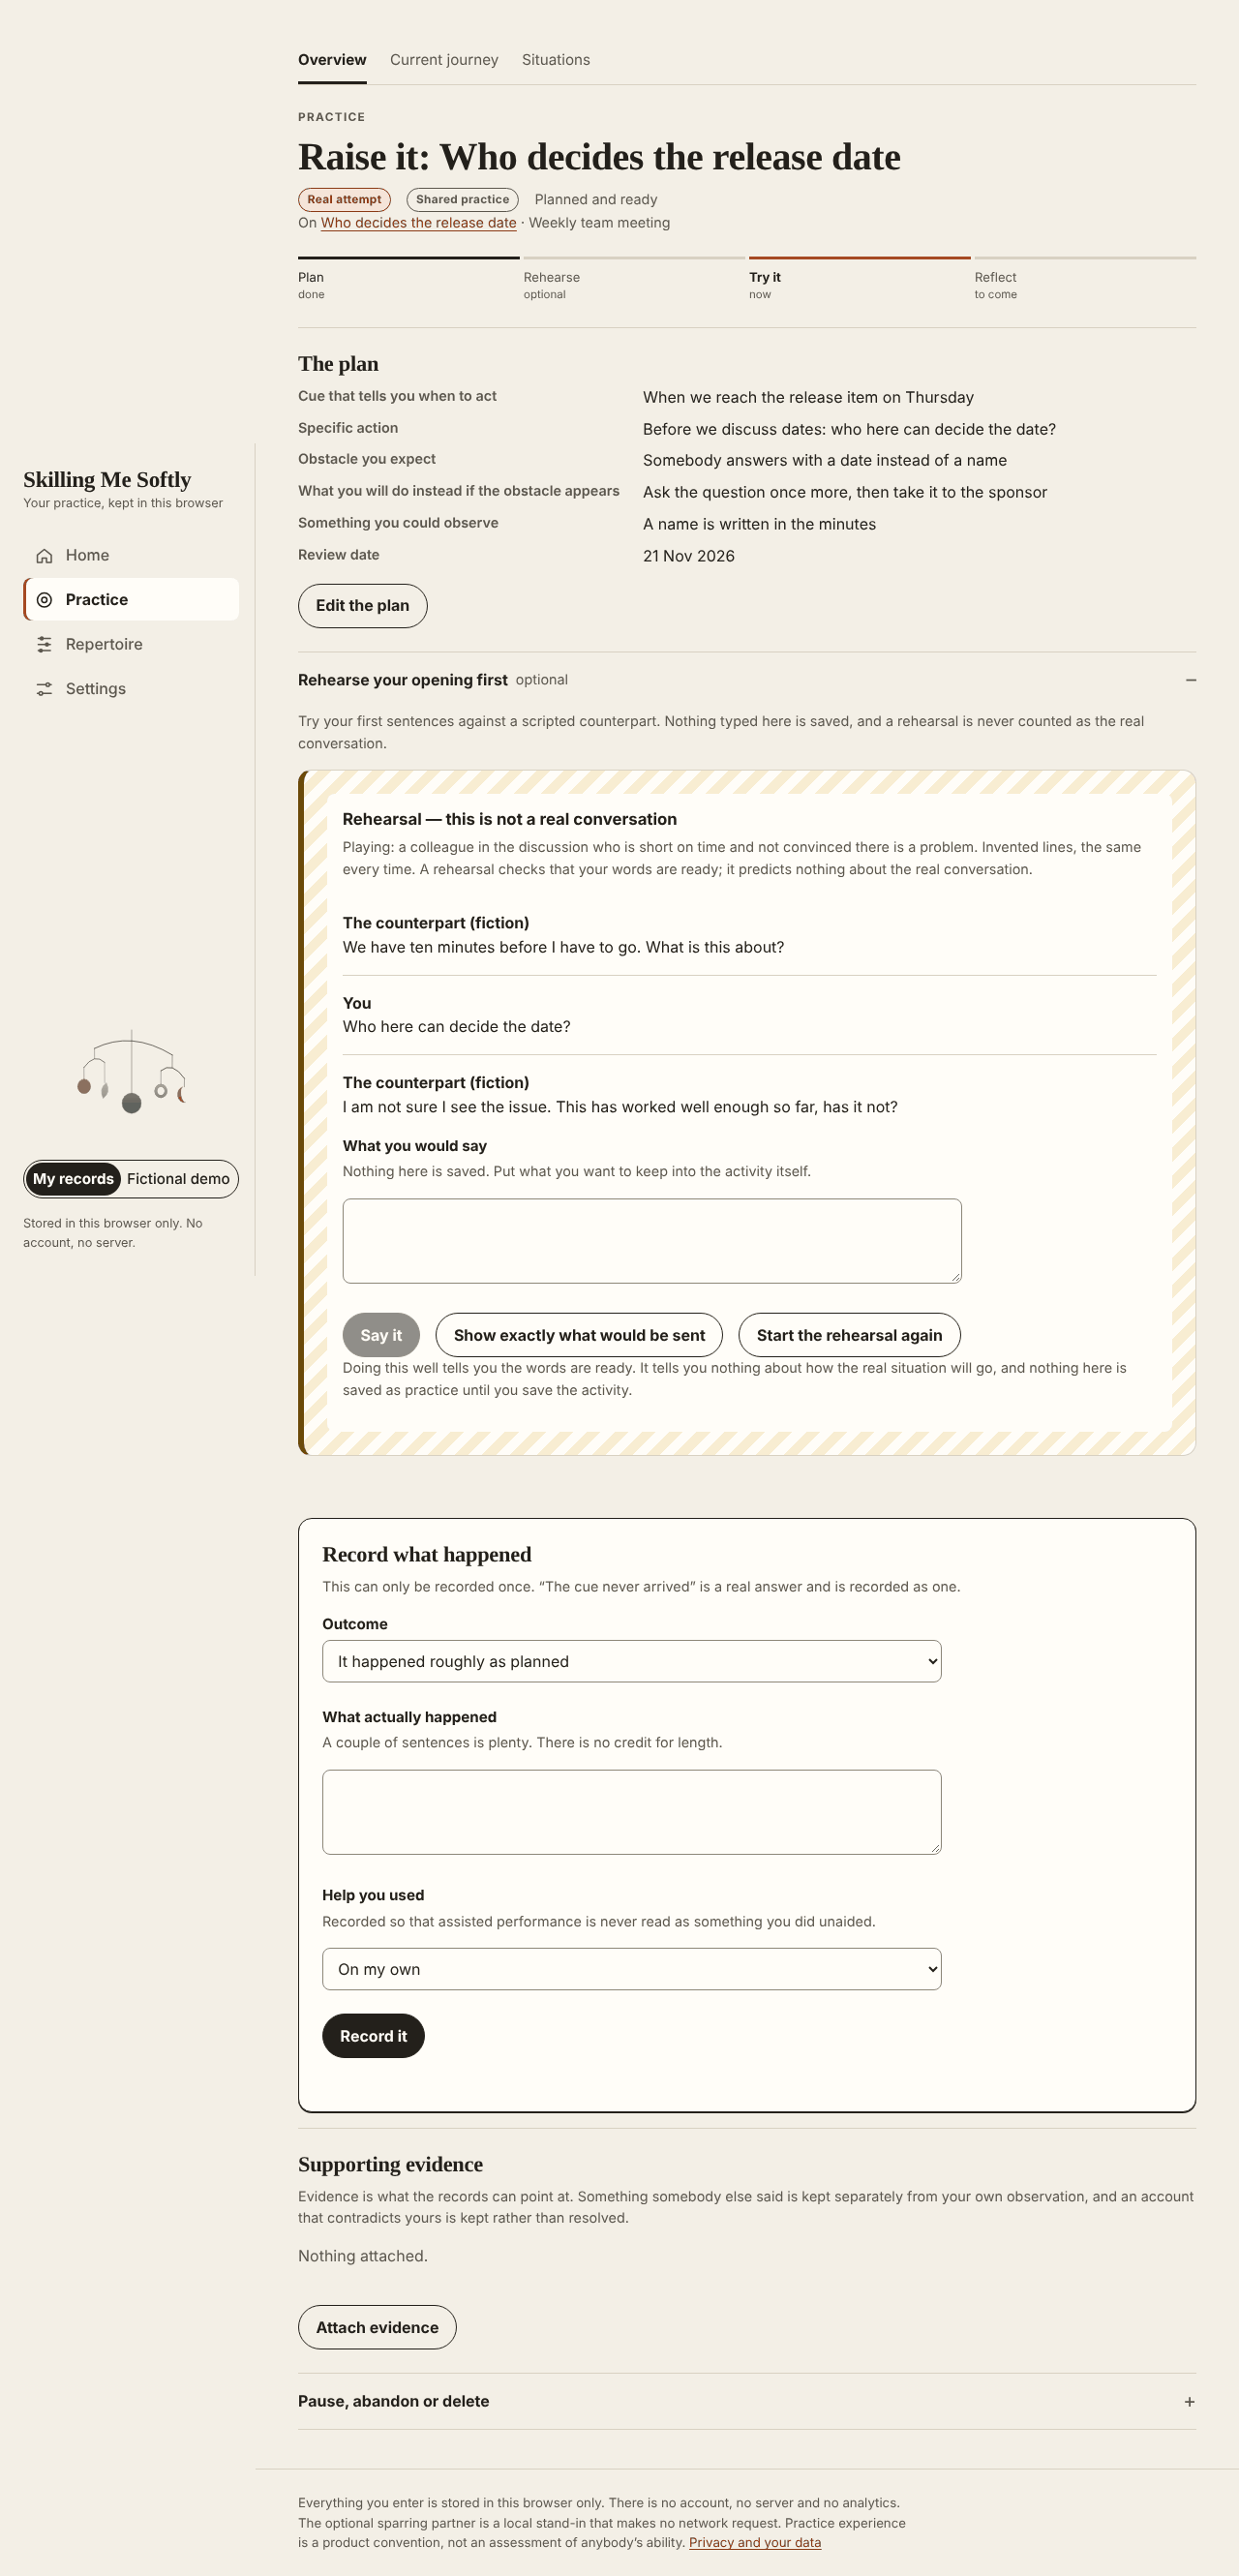 Overview Current journey Situations
PRACTICE
Raise it: Who decides the release date
Real attempt Shared practice Planned and ready
On Who decides the release date · Weekly team meeting
Plan
done
Rehearse
optional
Try it
now
Reflect
to come
The plan
Cue that tells you when to act
When we reach the release item on Thursday
Specific action
Before we discuss dates: who here can decide the date?
Obstacle you expect
Somebody answers with a date instead of a name
What you will do instead if the obstacle appears
Ask the question once more, then take it to the sponsor
Something you could observe
A name is written in the minutes
Review date
21 Nov 2026
Edit the plan
Skilling Me Softly
Your practice, kept in this browser
Home
Practice
Repertoire
Settings
My records Fictional demo
Stored in this browser only. No
account, no server.
Rehearse your opening first optional
Try your first sentences against a scripted counterpart. Nothing typed here is saved, and a rehearsal is never counted as the real
conversation.
Rehearsal — this is not a real conversation
Playing: a colleague in the discussion who is short on time and not convinced there is a problem. Invented lines, the same
every time. A rehearsal checks that your words are ready; it predicts nothing about the real conversation.
The counterpart (fiction)
We have ten minutes before I have to go. What is this about?
You
Who here can decide the date?
The counterpart (fiction)
I am not sure I see the issue. This has worked well enough so far, has it not?
What you would say
Nothing here is saved. Put what you want to keep into the activity itself.
Say it Show exactly what would be sent Start the rehearsal again
Doing this well tells you the words are ready. It tells you nothing about how the real situation will go, and nothing here is
saved as practice until you save the activity.
Record what happened
This can only be recorded once. “The cue never arrived” is a real answer and is recorded as one.
Outcome
It happened roughly as planned
What actually happened
A couple of sentences is plenty. There is no credit for length.
Help you used
Recorded so that assisted performance is never read as something you did unaided.
On my own
Record it
Supporting evidence
Evidence is what the records can point at. Something somebody else said is kept separately from your own observation, and an account
that contradicts yours is kept rather than resolved.
Nothing attached.
Attach evidence
Pause, abandon or delete
Everything you enter is stored in this browser only. There is no account, no server and no analytics.
The optional sparring partner is a local stand-in that makes no network request. Practice experience
is a product convention, not an assessment of anybody’s ability. Privacy and your data